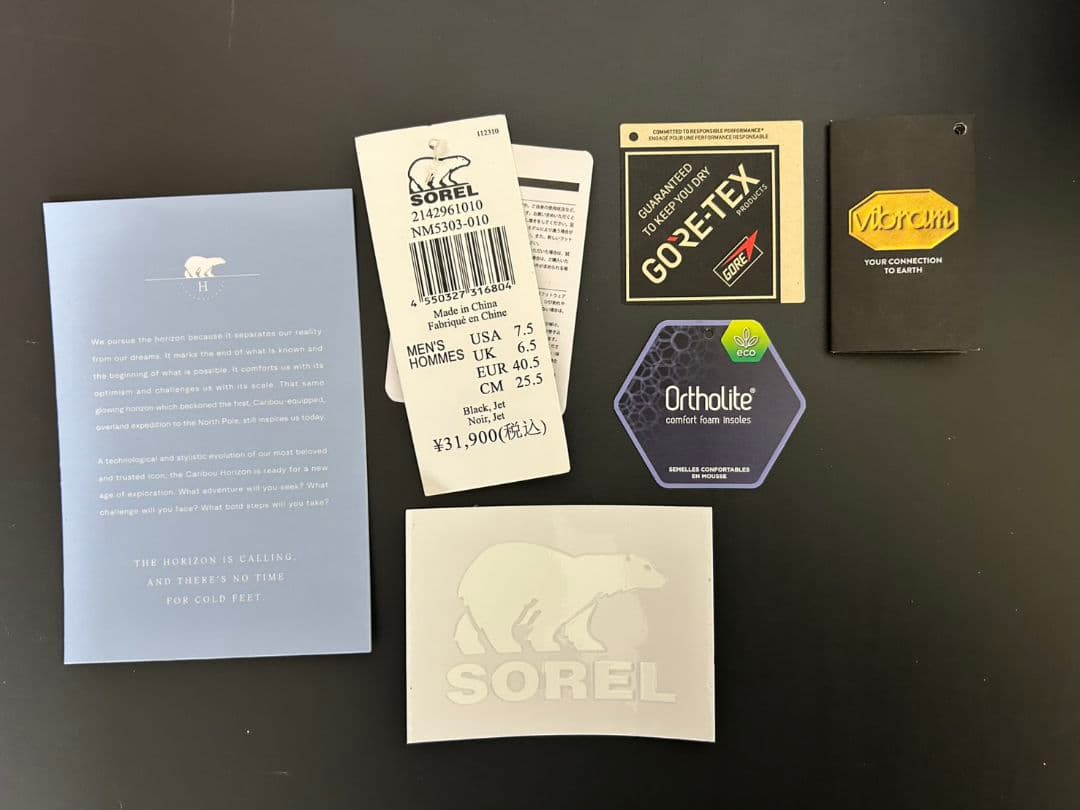 H
We pursue the horizon because it separates our reality
from our dreams. It marks the end of what is known and
the beginning of what is possible. It comforts us with its
optimism and challenges us with its scale. That same
glowing horizon which beckoned the first, Caribou-equipped,
overland expedition to the North Pole, still inspires us today.
A technological and stylistic evolution of our most beloved
and trusted icon, the Caribou Horizon is ready for a new
age of exploration. What adventure will you seek? What
challenge will you face? What bold steps will you take?
THE HORIZON IS CALLING,
AND THERE'S NO TIME
FOR COLD FEET.
112310
SOREL
2142961010
NM5303-010
4 550327 316804
Made in China
Fabriqué en Chine
MEN'S
HOMMES
USA 7.5
UK 6.5
EUR 40.5
CM 25.5
Black, Jet
Noir, Jet
¥31,900(税込)
COMMITTED TO RESPONSIBLE PERFORMANCE*
ENGAGÉ POUR UNE PERFORMANCE RESPONSABLE
GUARANTEED
TO KEEP YOU DRY
GORE-TEX
PRODUCTS
GORE
vibram
YOUR CONNECTION
TO EARTH
eco
Ortholite®
comfort foam insoles
SEMELLES CONFORTABLES
EN MOUSSE
SOREL